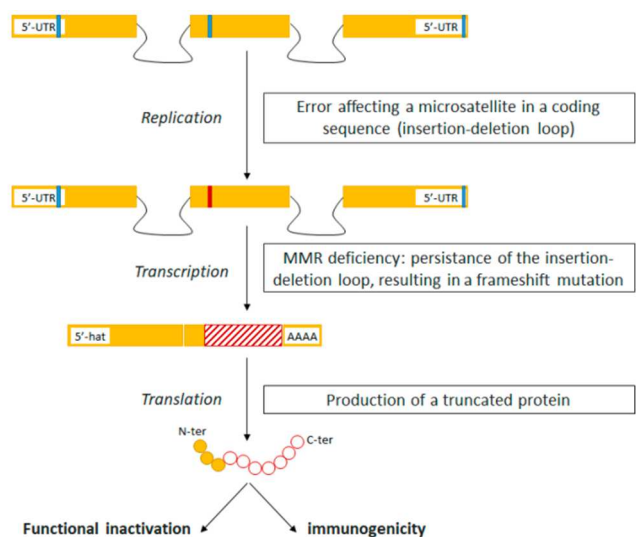 5’-UTR 5’-UTR
Replication
Error affecting a microsatellite in a coding
sequence (insertion-deletion loop)
5’-UTR 5’-UTR
Transcription
MMR deficiency: persistance of the insertion-
deletion loop, resulting in a frameshift mutation
5’-hat AAAA
Translation
Production of a truncated protein
N-ter
C-ter
Functional inactivation immunogenicity